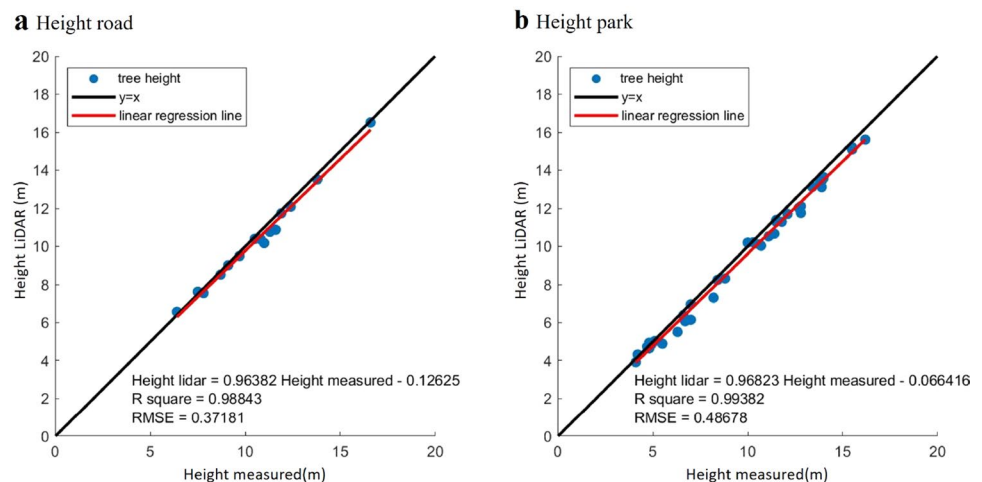 a Height road
20
18
16
14
12
10
8
6
4
2
0
0 5 10 15 20
Height LiDAR (m)
Height measured(m)
tree height
y=x
linear regression line
Height lidar = 0.96382 Height measured - 0.12625
R square = 0.98843
RMSE = 0.37181
b Height park
20
18
16
14
12
10
8
6
4
2
0
0 5 10 15 20
Height LiDAR (m)
Height measured(m)
tree height
y=x
linear regression line
Height lidar = 0.96823 Height measured - 0.066416
R square = 0.99382
RMSE = 0.48678